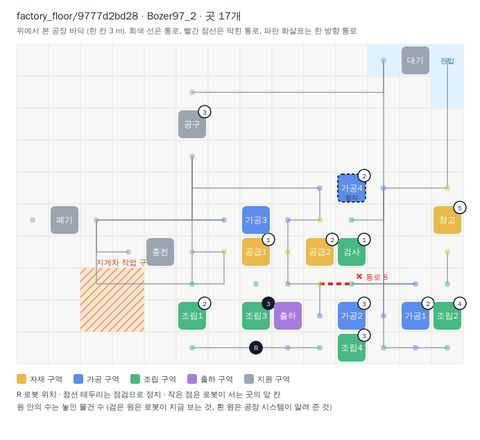 factory_floor/9777d2bd28 · Bozer97_2 · 곳 17개
위에서 본 공장 바닥 (한 칸 3 m). 회색 선은 통로, 빨간 점선은 막힌 통로, 파란 화살표는 한 방향 통로
대기
진입
공구 3
가공4 2
정지
폐기
가공3
창고 5
충전
공급1 1
공급2 2
검사 1
지게차 작업 구
✖ 통로 8
조립1 2
조립3 3
출하
가공2 3
가공1 2
조립2 4
R
조립4 3
자재 구역
가공 구역
조립 구역
출하 구역
지원 구역
R 로봇 위치 · 점선 테두리는 점검으로 정지 · 작은 점은 로봇이 서는 곳의 앞 칸
원 안의 수는 놓인 물건 수 (검은 원은 로봇이 지금 보는 것, 흰 원은 공장 시스템이 알려 준 것)